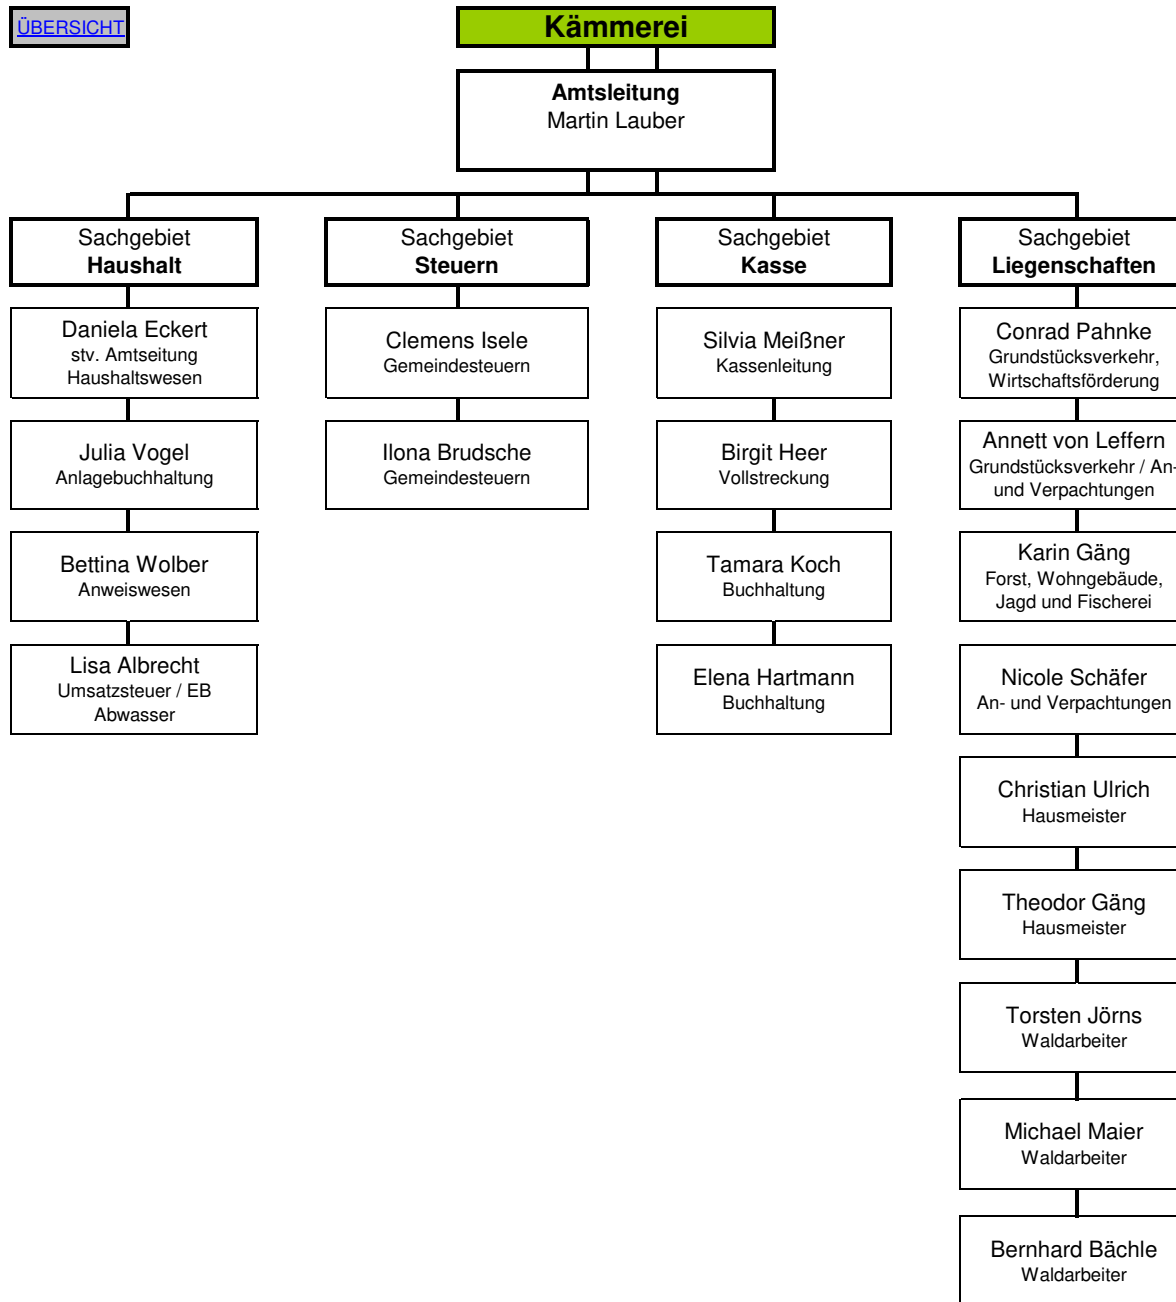 ÜBERSICHT
Kämmerei
Amtsleitung
Martin Lauber
Sachgebiet
Haushalt
Daniela Eckert
stv. Amtseitung
Haushaltswesen
Julia Vogel
Anlagebuchhaltung
Bettina Wolber
Anweiswesen
Lisa Albrecht
Umsatzsteuer / EB
Abwasser
Sachgebiet
Steuern
Clemens Isele
Gemeindesteuern
Ilona Brudsche
Gemeindesteuern
Sachgebiet
Kasse
Silvia Meißner
Kassenleitung
Birgit Heer
Vollstreckung
Tamara Koch
Buchhaltung
Elena Hartmann
Buchhaltung
Sachgebiet
Liegenschaften
Conrad Pahnke
Grundstücksverkehr,
Wirtschaftsförderung
Annett von Leffern
Grundstücksverkehr / An-
und Verpachtungen
Karin Gäng
Forst, Wohngebäude,
Jagd und Fischerei
Nicole Schäfer
An- und Verpachtungen
Christian Ulrich
Hausmeister
Theodor Gäng
Hausmeister
Torsten Jörns
Waldarbeiter
Michael Maier
Waldarbeiter
Bernhard Bächle
Waldarbeiter